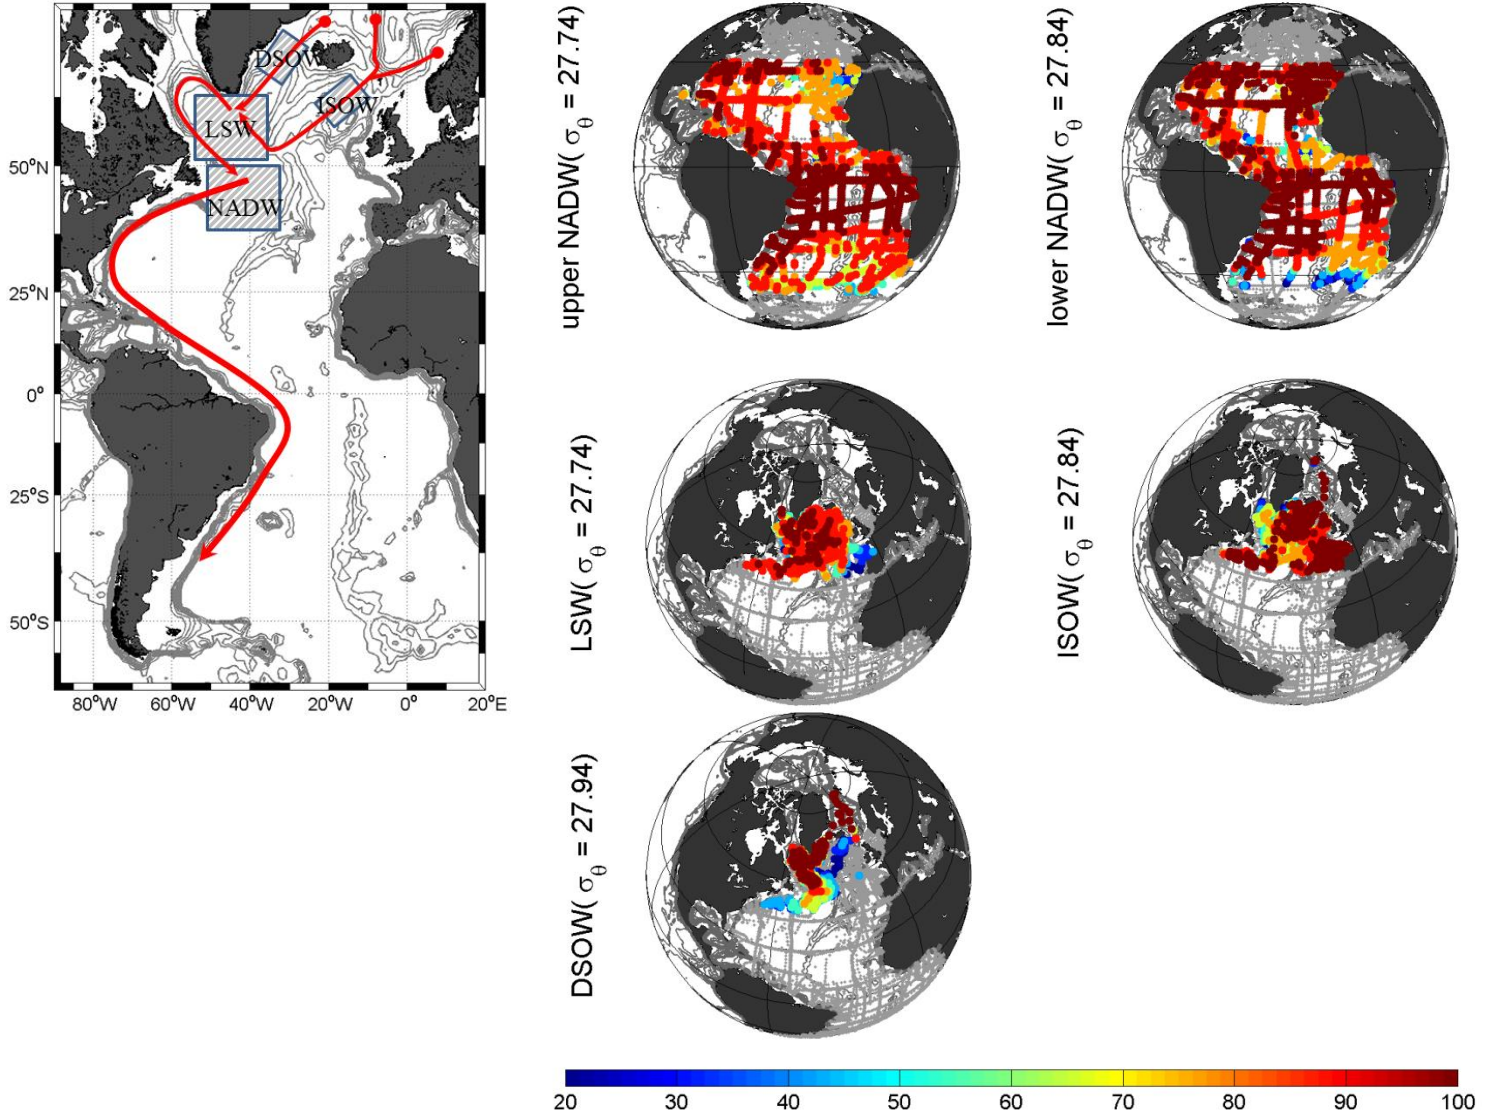 DSOW
ISOW
LSW
NADW
50°N
25°N
0°
25°S
50°S
80°W 60°W 40°W 20°W 0° 20°E
upper NADW( σθ = 27.74)
lower NADW( σθ = 27.84)
LSW( σθ = 27.74)
ISOW( σθ = 27.84)
DSOW( σθ = 27.94)
20 30 40 50 60 70 80 90 100